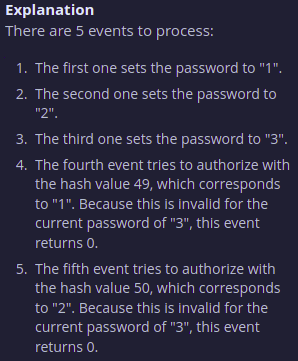 Explanation
There are 5 events to process:
1. The first one sets the password to "1".
2. The second one sets the password to
"2".
3. The third one sets the password to "3".
4. The fourth event tries to authorize with
the hash value 49, which corresponds
to "1". Because this is invalid for the
current password of "3", this event
returns 0.
5. The fifth event tries to authorize with
the hash value 50, which corresponds
to "2". Because this is invalid for the
current password of "3", this event
returns 0.